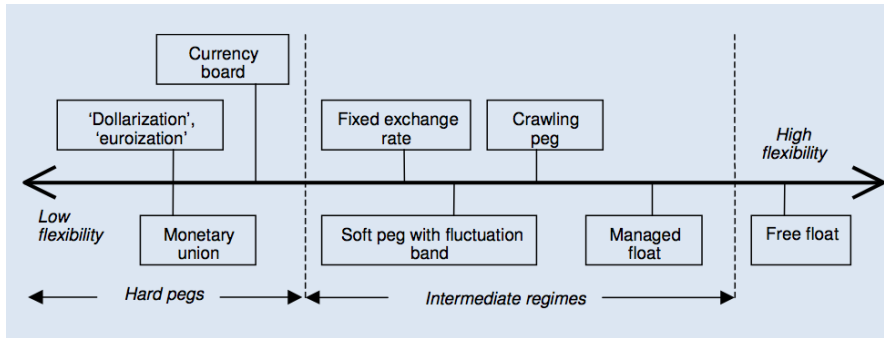 Currency
board
'Dollarization',
'euroization'
Fixed exchange
rate
Crawling
peg
High
flexibility
Low
flexibility
Monetary
union
Soft peg with fluctuation
band
Managed
float
Free float
Hard pegs
Intermediate regimes